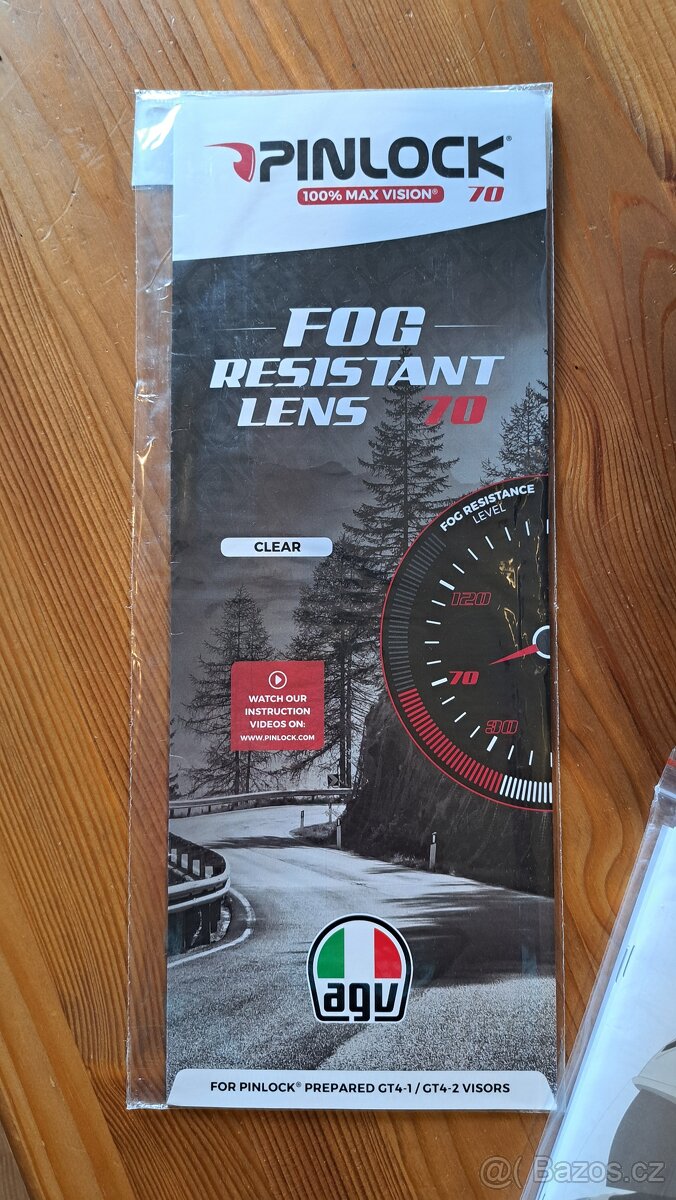 PINLOCK®
100% MAX VISION® 70
FOG
RESISTANT
LENS 70
FOG RESISTANCE
LEVEL
CLEAR
120
70
30
WATCH OUR
INSTRUCTION
VIDEOS ON:
WWW.PINLOCK.COM
agv
FOR PINLOCK® PREPARED GT4-1 / GT4-2 VISORS
@( Bazos.cz